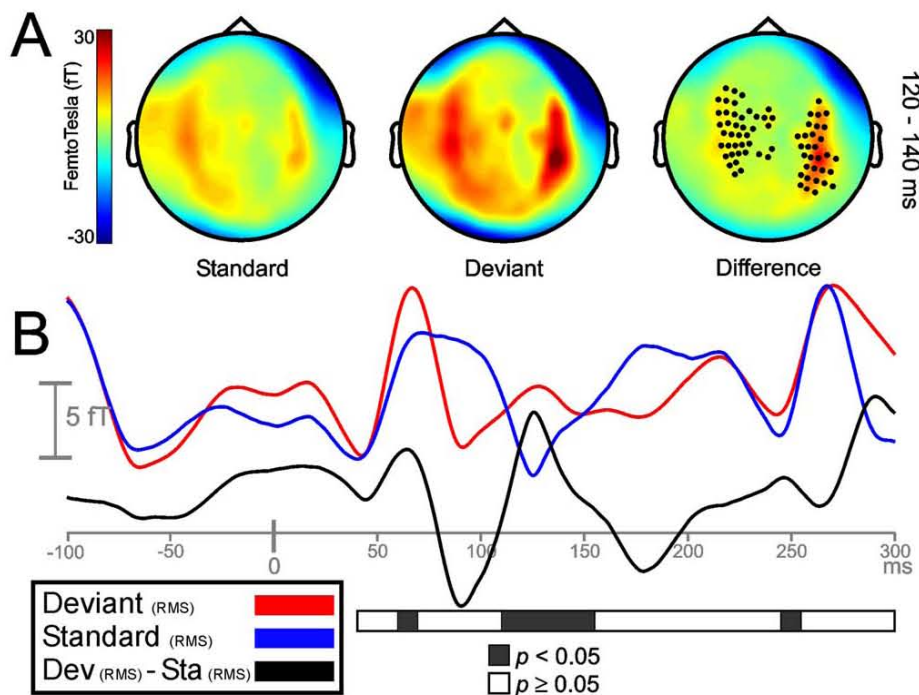 A
30
FemtoTesla (fT)
-30
Standard
Deviant
Difference
120 - 140 ms
B
5 fT
-100
-50
0
50
100
150
200
250
300
ms
Deviant (RMS)
Standard (RMS)
Dev (RMS) - Sta (RMS)
p < 0.05
p ≥ 0.05